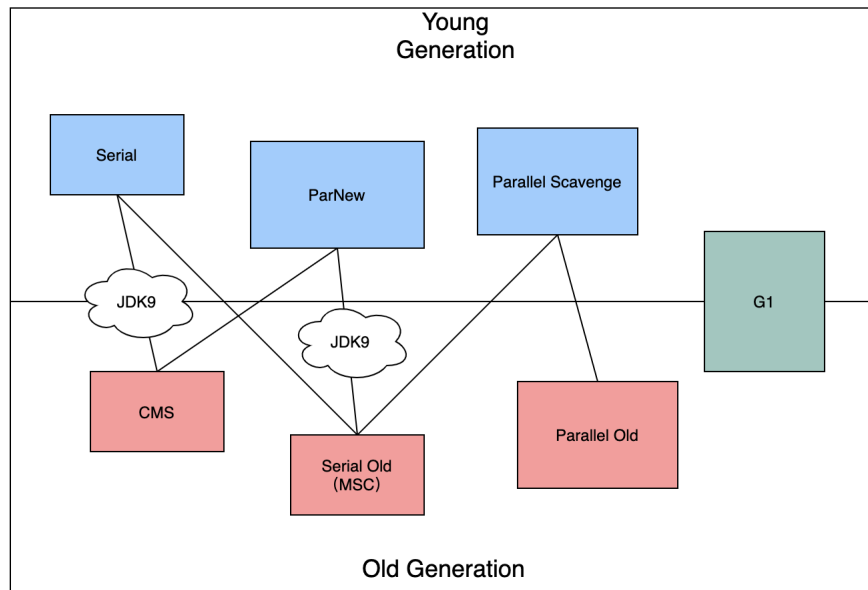 Young
Generation
Serial
ParNew
Parallel Scavenge
JDK9
G1
JDK9
CMS
Parallel Old
Serial Old
（MSC）
Old Generation